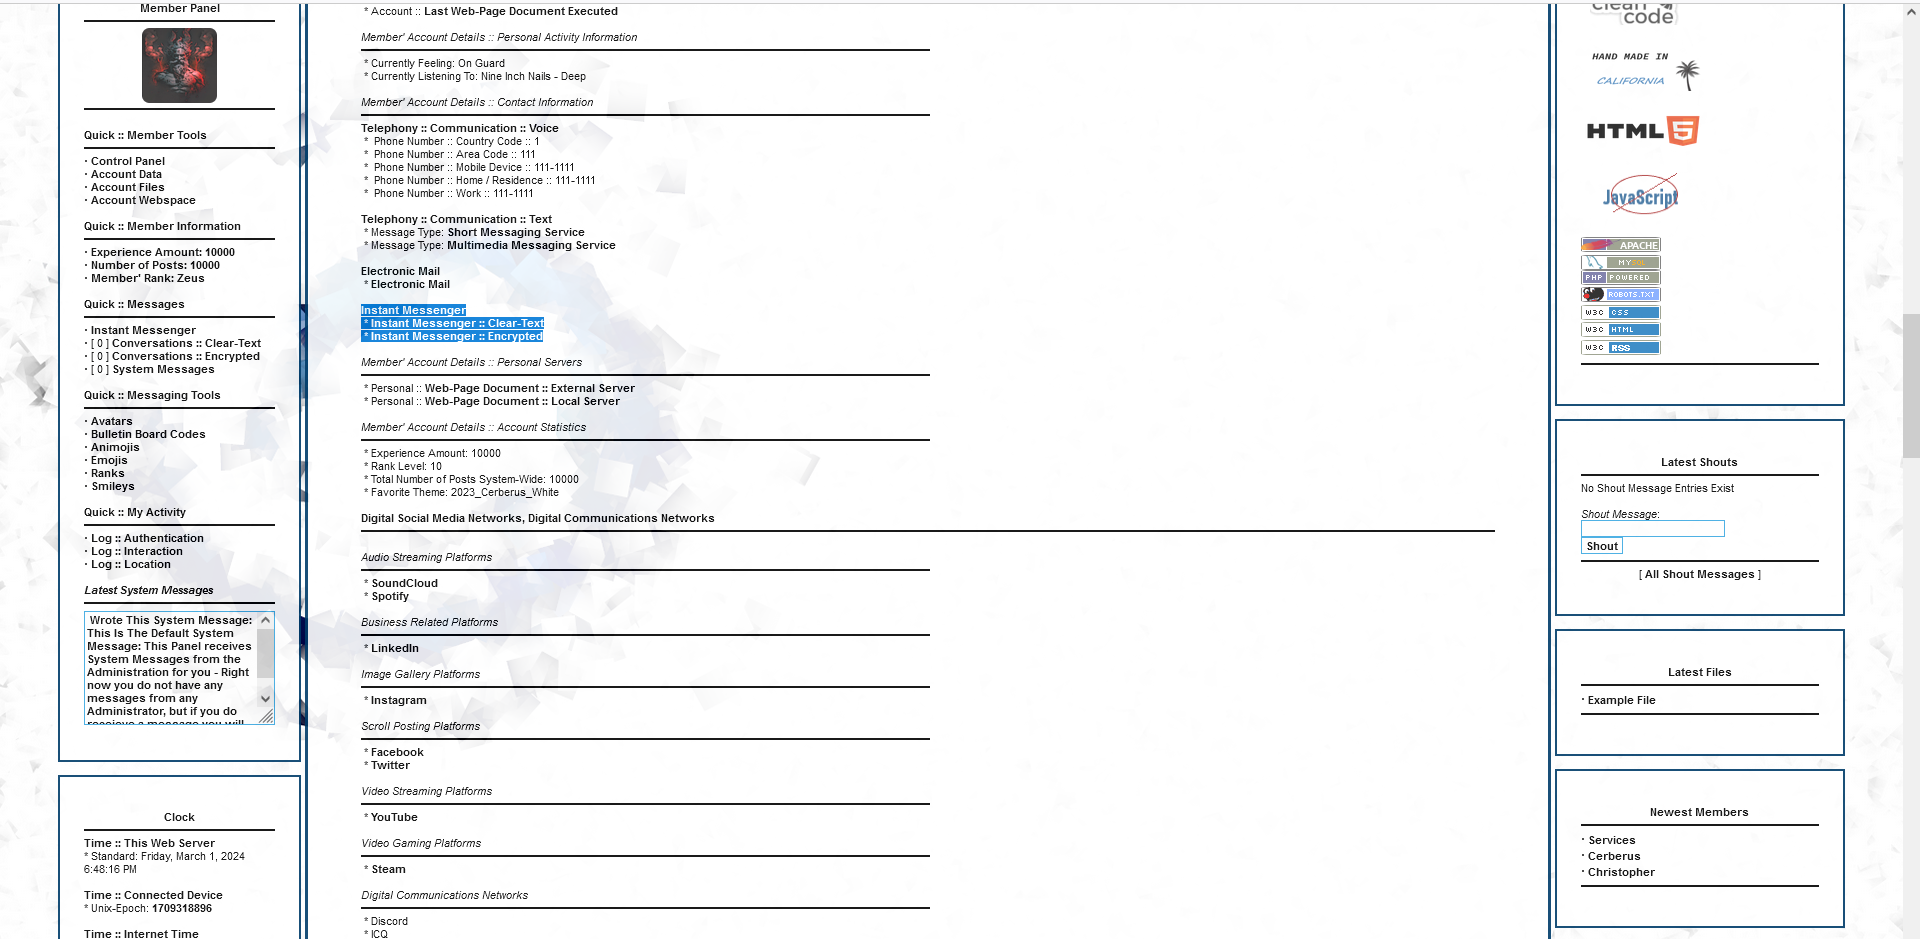 Member Panel
Quick :: Member Tools
· Control Panel
· Account Data
· Account Files
· Account Webspace
Quick :: Member Information
· Experience Amount: 10000
· Number of Posts: 10000
· Member' Rank: Zeus
Quick :: Messages
· Instant Messenger
· [ 0 ] Conversations :: Clear-Text
· [ 0 ] Conversations :: Encrypted
· [ 0 ] System Messages
Quick :: Messaging Tools
· Avatars
· Bulletin Board Codes
· Animojis
· Emojis
· Ranks
· Smileys
Quick :: My Activity
· Log :: Authentication
· Log :: Interaction
· Log :: Location
Latest System Messages
Wrote This System Message:
This Is The Default System
Message: This Panel receives
System Messages from the
Administration for you - Right
now you do not have any
messages from any
Administrator, but if you do
Clock
Time :: This Web Server
* Standard: Friday, March 1, 2024
6:48:16 PM
Time :: Connected Device
* Unix-Epoch: 1709318896
Time :: Internet Time
* Account :: Last Web-Page Document Executed
Member' Account Details :: Personal Activity Information
* Currently Feeling: On Guard
* Currently Listening To: Nine Inch Nails - Deep
Member' Account Details :: Contact Information
Telephony :: Communication :: Voice
* Phone Number :: Country Code :: 1
* Phone Number :: Area Code :: 111
* Phone Number :: Mobile Device :: 111-1111
* Phone Number :: Home / Residence :: 111-1111
* Phone Number :: Work :: 111-1111
Telephony :: Communication :: Text
* Message Type: Short Messaging Service
* Message Type: Multimedia Messaging Service
Electronic Mail
* Electronic Mail
Instant Messenger
* Instant Messenger :: Clear-Text
* Instant Messenger :: Encrypted
Member' Account Details :: Personal Servers
* Personal :: Web-Page Document :: External Server
* Personal :: Web-Page Document :: Local Server
Member' Account Details :: Account Statistics
* Experience Amount: 10000
* Rank Level: 10
* Total Number of Posts System-Wide: 10000
* Favorite Theme: 2023_Cerberus_White
Digital Social Media Networks, Digital Communications Networks
Audio Streaming Platforms
* SoundCloud
* Spotify
Business Related Platforms
* LinkedIn
Image Gallery Platforms
* Instagram
Scroll Posting Platforms
* Facebook
* Twitter
Video Streaming Platforms
* YouTube
Video Gaming Platforms
* Steam
Digital Communications Networks
* Discord
* ICQ
clean
code
HAND MADE IN
CALIFORNIA
HTML 5
JavaScript
APACHE
MYSQL
PHP POWERED
ROBOTS.TXT
W3C CSS
W3C HTML
W3C RSS
Latest Shouts
No Shout Message Entries Exist
Shout Message:
Shout
[ All Shout Messages ]
Latest Files
· Example File
Newest Members
· Services
· Cerberus
· Christopher